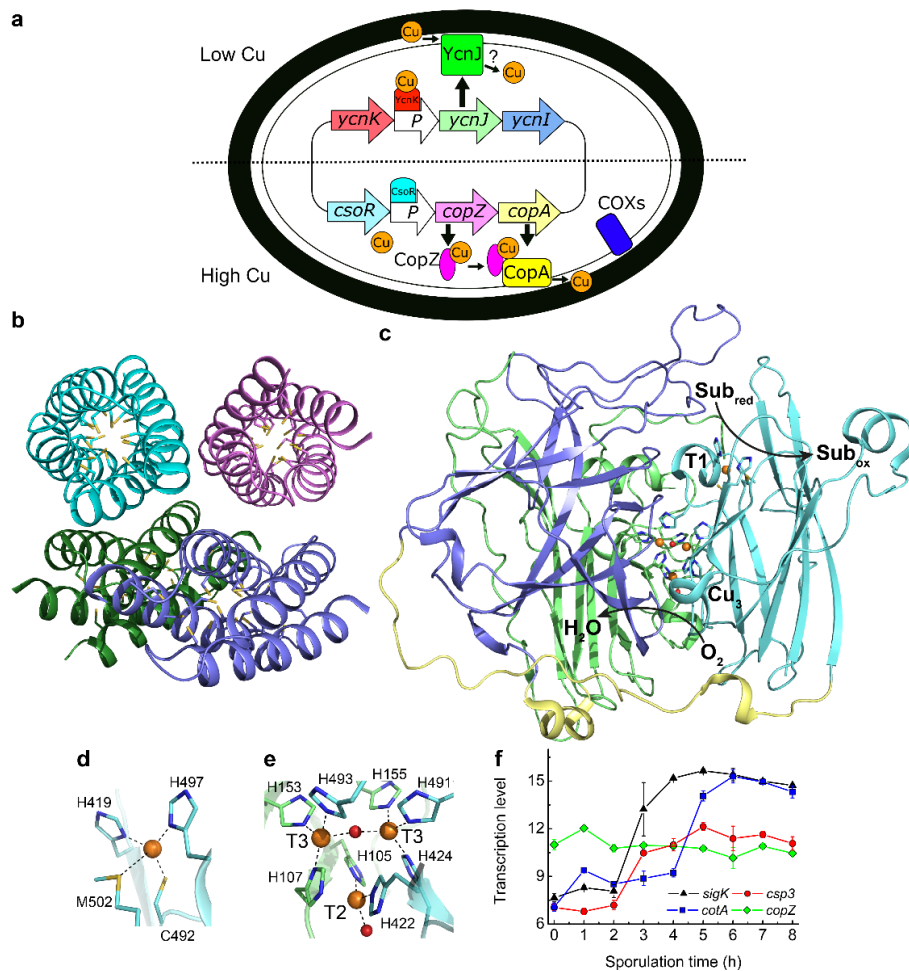 a
Low Cu
Cu
YcnJ
?
Cu
Cu
YcnK
ycnK
P
ycnJ
ycnI
CsoR
csoR
P
copZ
copA
COXs
Cu
CopZ
Cu
Cu
CopA
Cu
High Cu
b
c
Sub_red
T1
Sub_ox
Cu_3
H_2O
O_2
d
H497
H419
M502
C492
e
H153
H493
H155
H491
T3
T3
H105
H107
H424
T2
H422
f
Transcription level
15
12
9
sigK
csp3
cotA
copZ
0 1 2 3 4 5 6 7 8
Sporulation time (h)